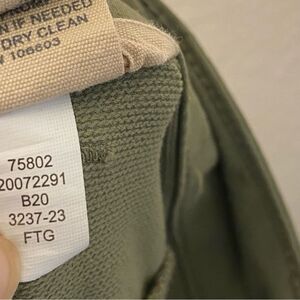 IF NEEDED
DRY CLEAN
108603
75802
20072291
B20
3237-23
FTG